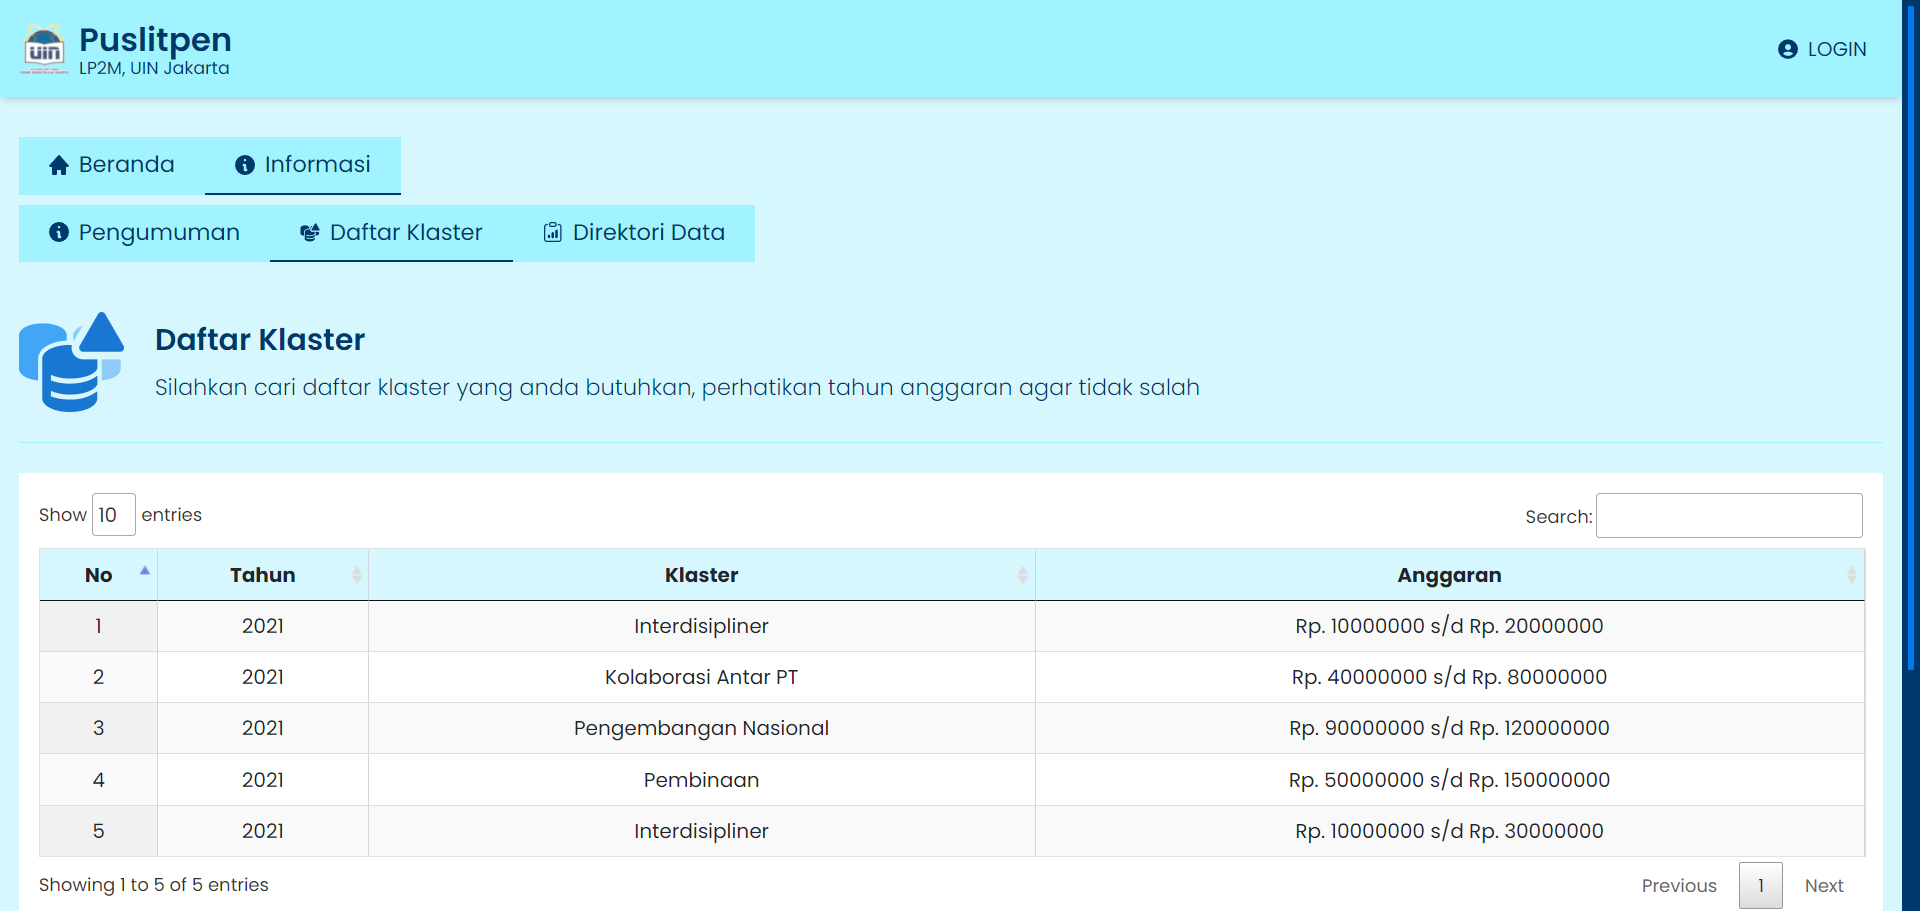 Puslitpen
LP2M, UIN Jakarta
LOGIN
Beranda Informasi
Pengumuman Daftar Klaster Direktori Data
Daftar Klaster
Silahkan cari daftar klaster yang anda butuhkan, perhatikan tahun anggaran agar tidak salah
Show 10 entries Search:
No Tahun Klaster Anggaran
1 2021 Interdisipliner Rp. 10000000 s/d Rp. 20000000
2 2021 Kolaborasi Antar PT Rp. 40000000 s/d Rp. 80000000
3 2021 Pengembangan Nasional Rp. 90000000 s/d Rp. 120000000
4 2021 Pembinaan Rp. 50000000 s/d Rp. 150000000
5 2021 Interdisipliner Rp. 10000000 s/d Rp. 30000000
Showing 1 to 5 of 5 entries Previous 1 Next